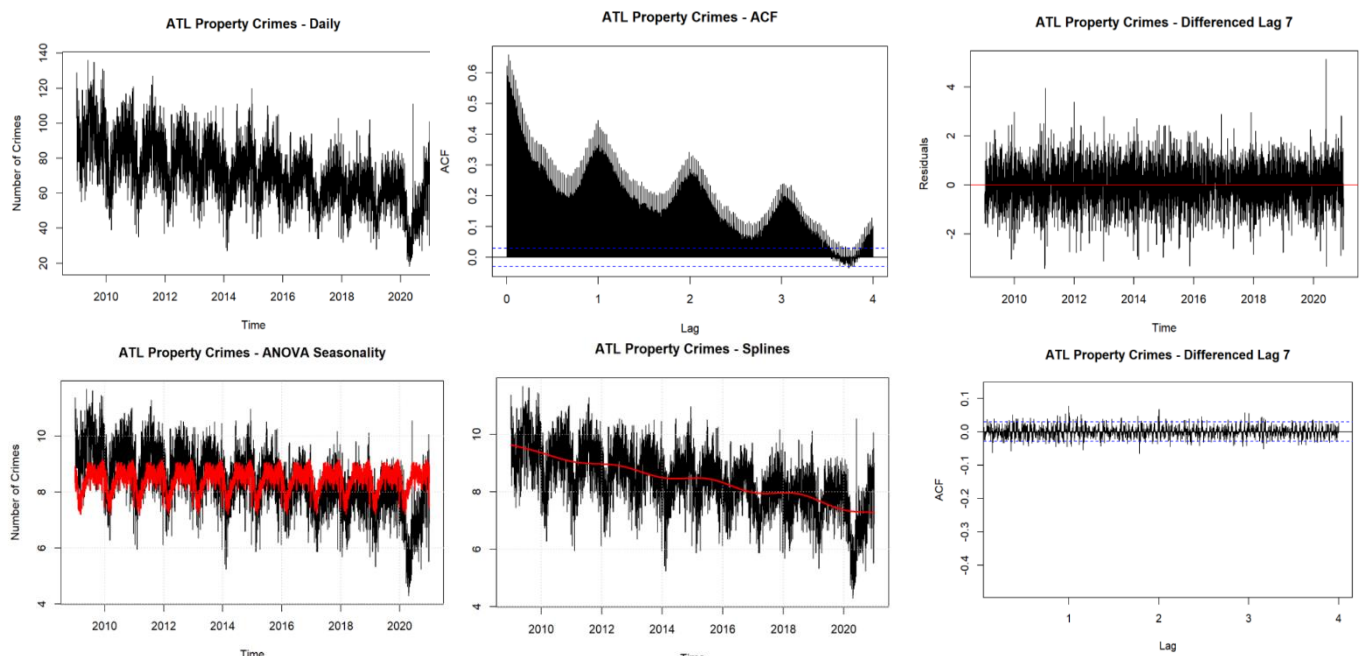 ATL Property Crimes - Daily
Number of Crimes
140
120
100
80
60
40
20
2010 2012 2014 2016 2018 2020
Time
ATL Property Crimes - ACF
ACF
0.6
0.5
0.4
0.3
0.2
0.1
0.0
0 1 2 3 4
Lag
ATL Property Crimes - Differenced Lag 7
Residuals
4
2
0
-2
2010 2012 2014 2016 2018 2020
Time
ATL Property Crimes - ANOVA Seasonality
Number of Crimes
10
8
6
4
2010 2012 2014 2016 2018 2020
Time
ATL Property Crimes - Splines
Number of Crimes
10
8
6
4
2010 2012 2014 2016 2018 2020
Time
ATL Property Crimes - Differenced Lag 7
ACF
0.1
0.0
-0.1
-0.2
-0.3
-0.4
1 2 3 4
Lag